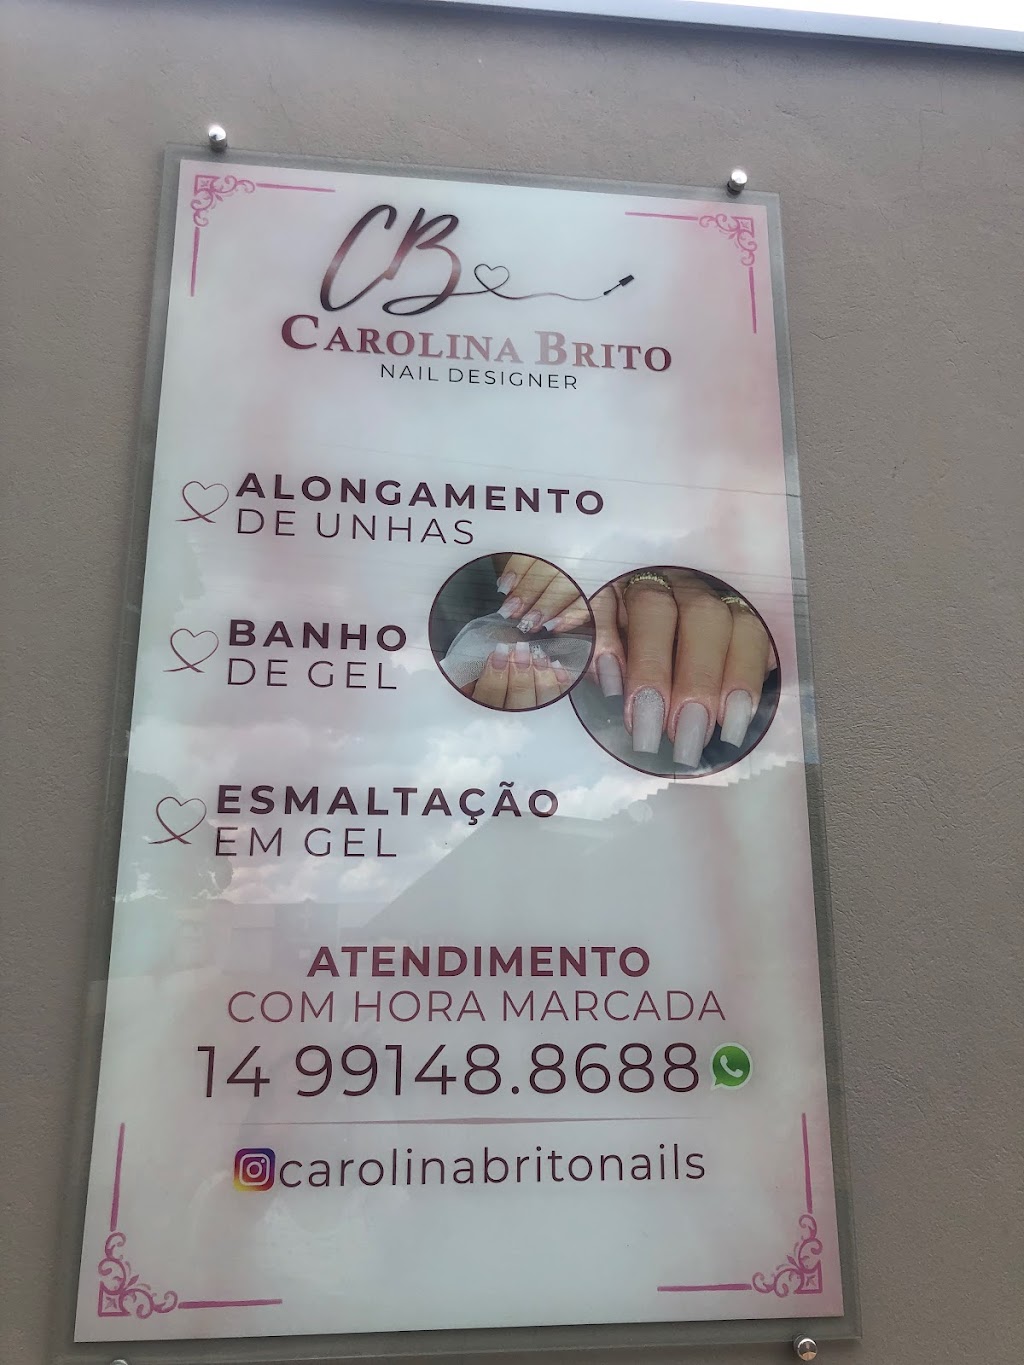 CB
CAROLINA BRITO
NAIL DESIGNER
ALONGAMENTO
DE UNHAS
BANHO
DE GEL
ESMALTAÇÃO
EM GEL
ATENDIMENTO
COM HORA MARCADA
14 99148.8688
carolinabritonails